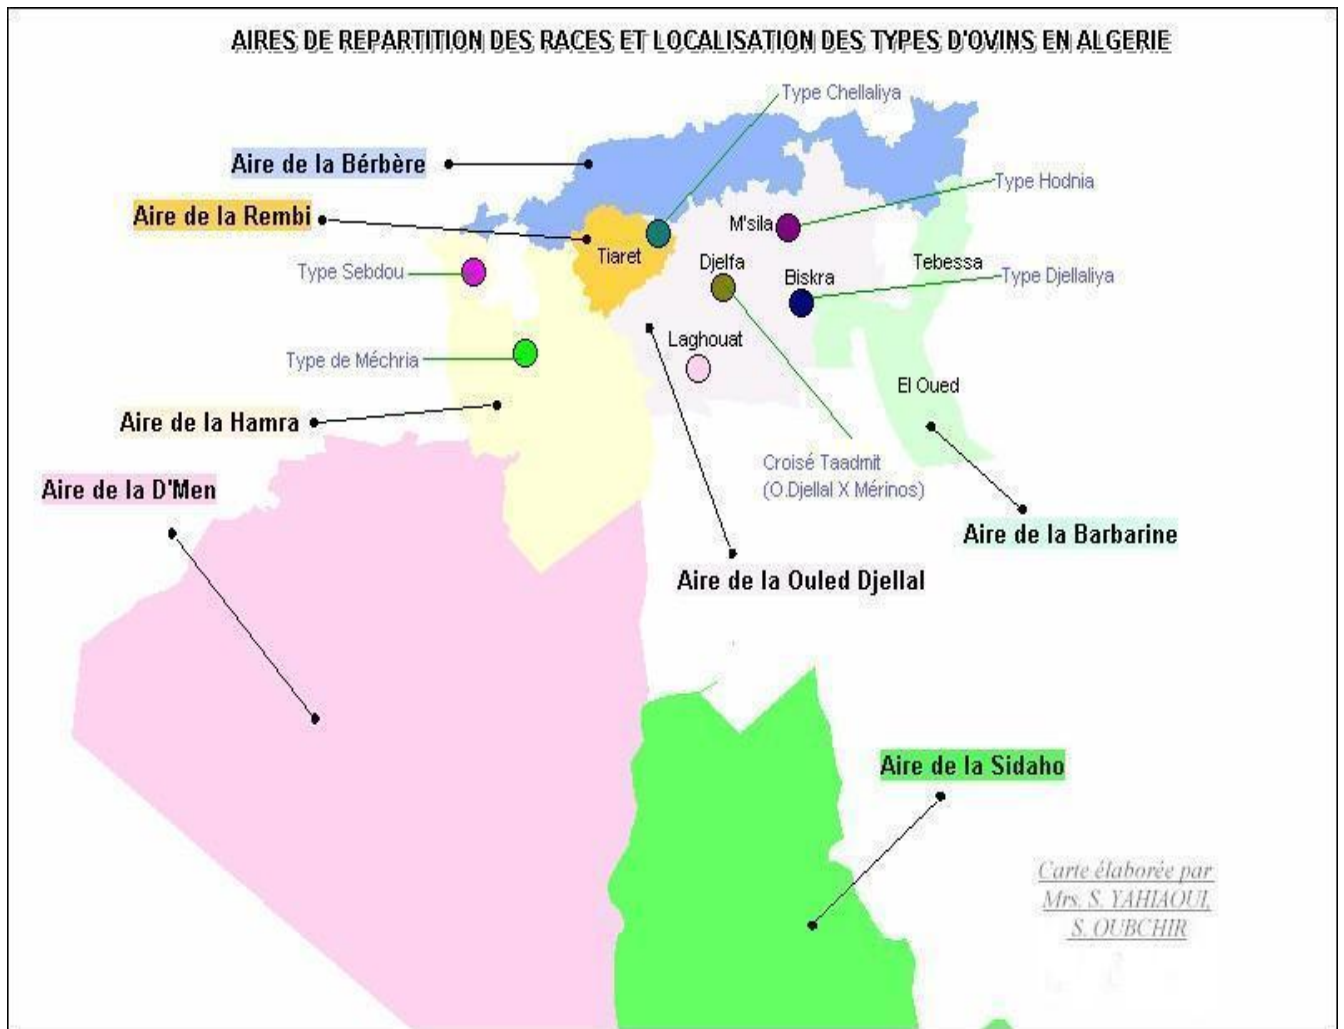 AIRES DE REPARTITION DES RACES ET LOCALISATION DES TYPES D'OVINS EN ALGERIE
Type Chellaliya
Aire de la Bérbère
Type Hodnia
Aire de la Rembi
M'sila
Tiaret
Djelfa
Tebessa
Type Sebdou
Biskra
Type Djellaliya
Laghouat
Type de Méchria
El Oued
Aire de la Hamra
Croisé Taadmit
(O.Djellal X Mérinos)
Aire de la D'Men
Aire de la Barbarine
Aire de la Ouled Djellal
Aire de la Sidaho
Carte élaborée par
Mrs. S. YAHIAOUI,
S. OUBCHIR